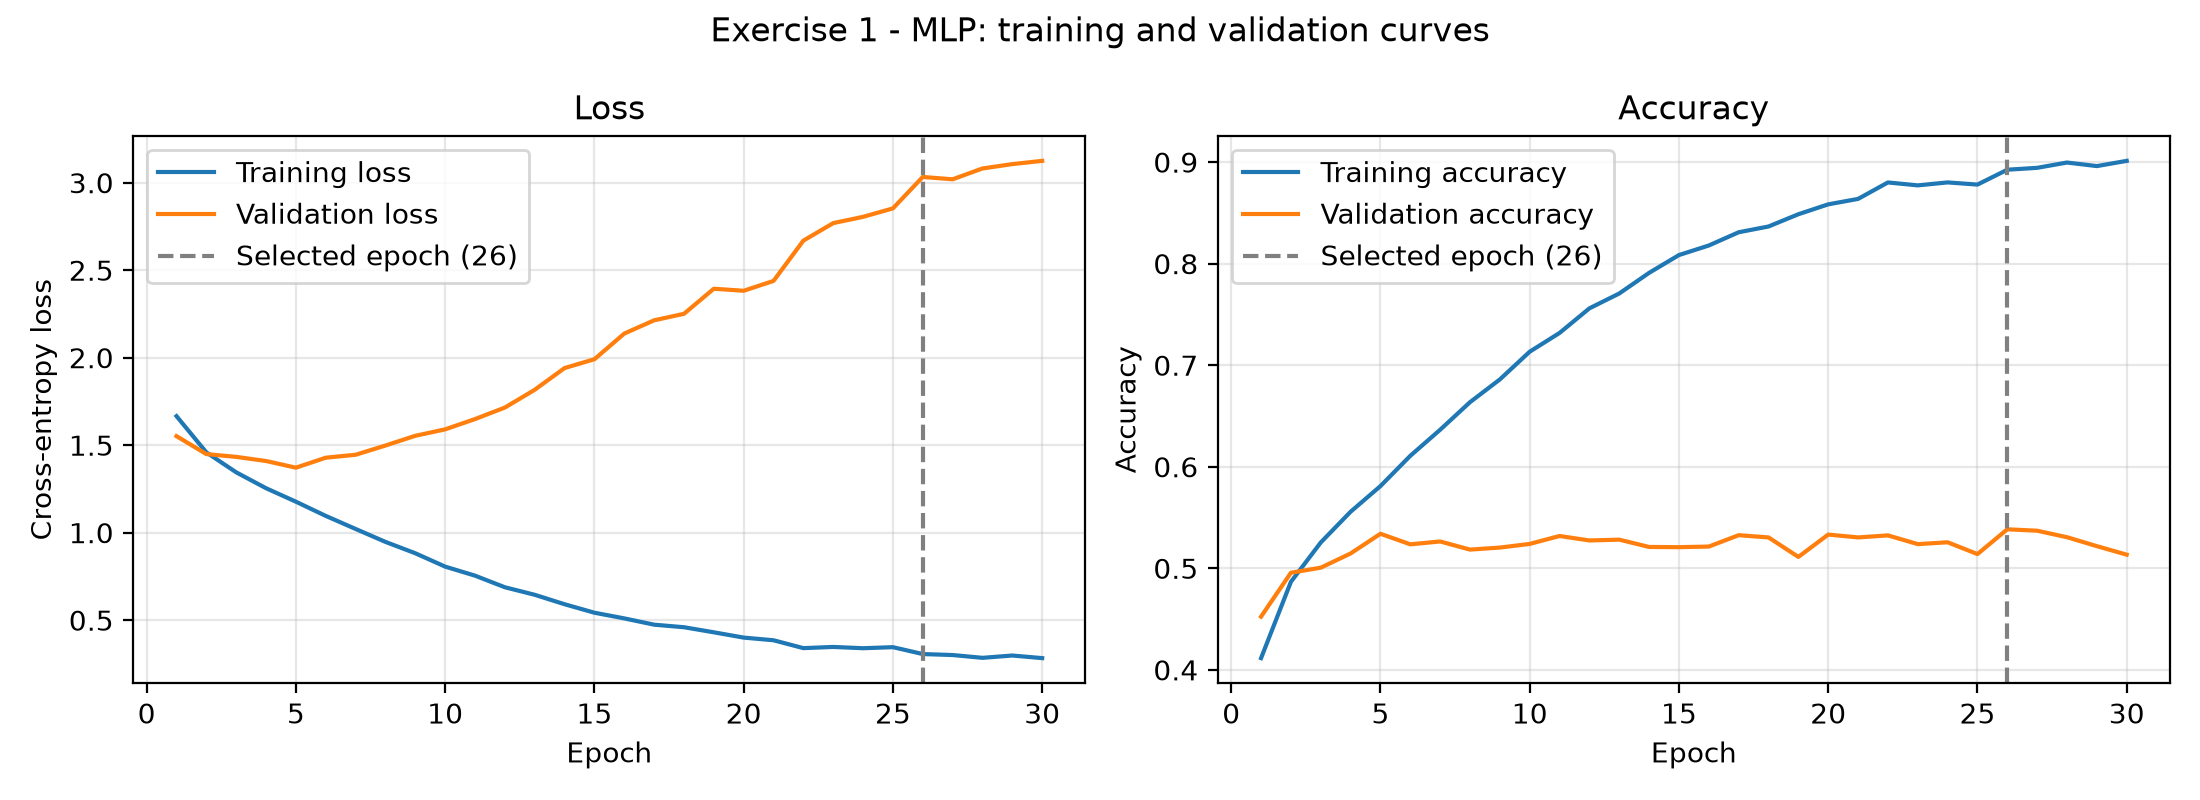 Exercise 1 - MLP: training and validation curves
Loss
Training loss
Validation loss
Selected epoch (26)
Cross-entropy loss
3.0
2.5
2.0
1.5
1.0
0.5
0 5 10 15 20 25 30
Epoch
Accuracy
Training accuracy
Validation accuracy
Selected epoch (26)
Accuracy
0.9
0.8
0.7
0.6
0.5
0.4
0 5 10 15 20 25 30
Epoch